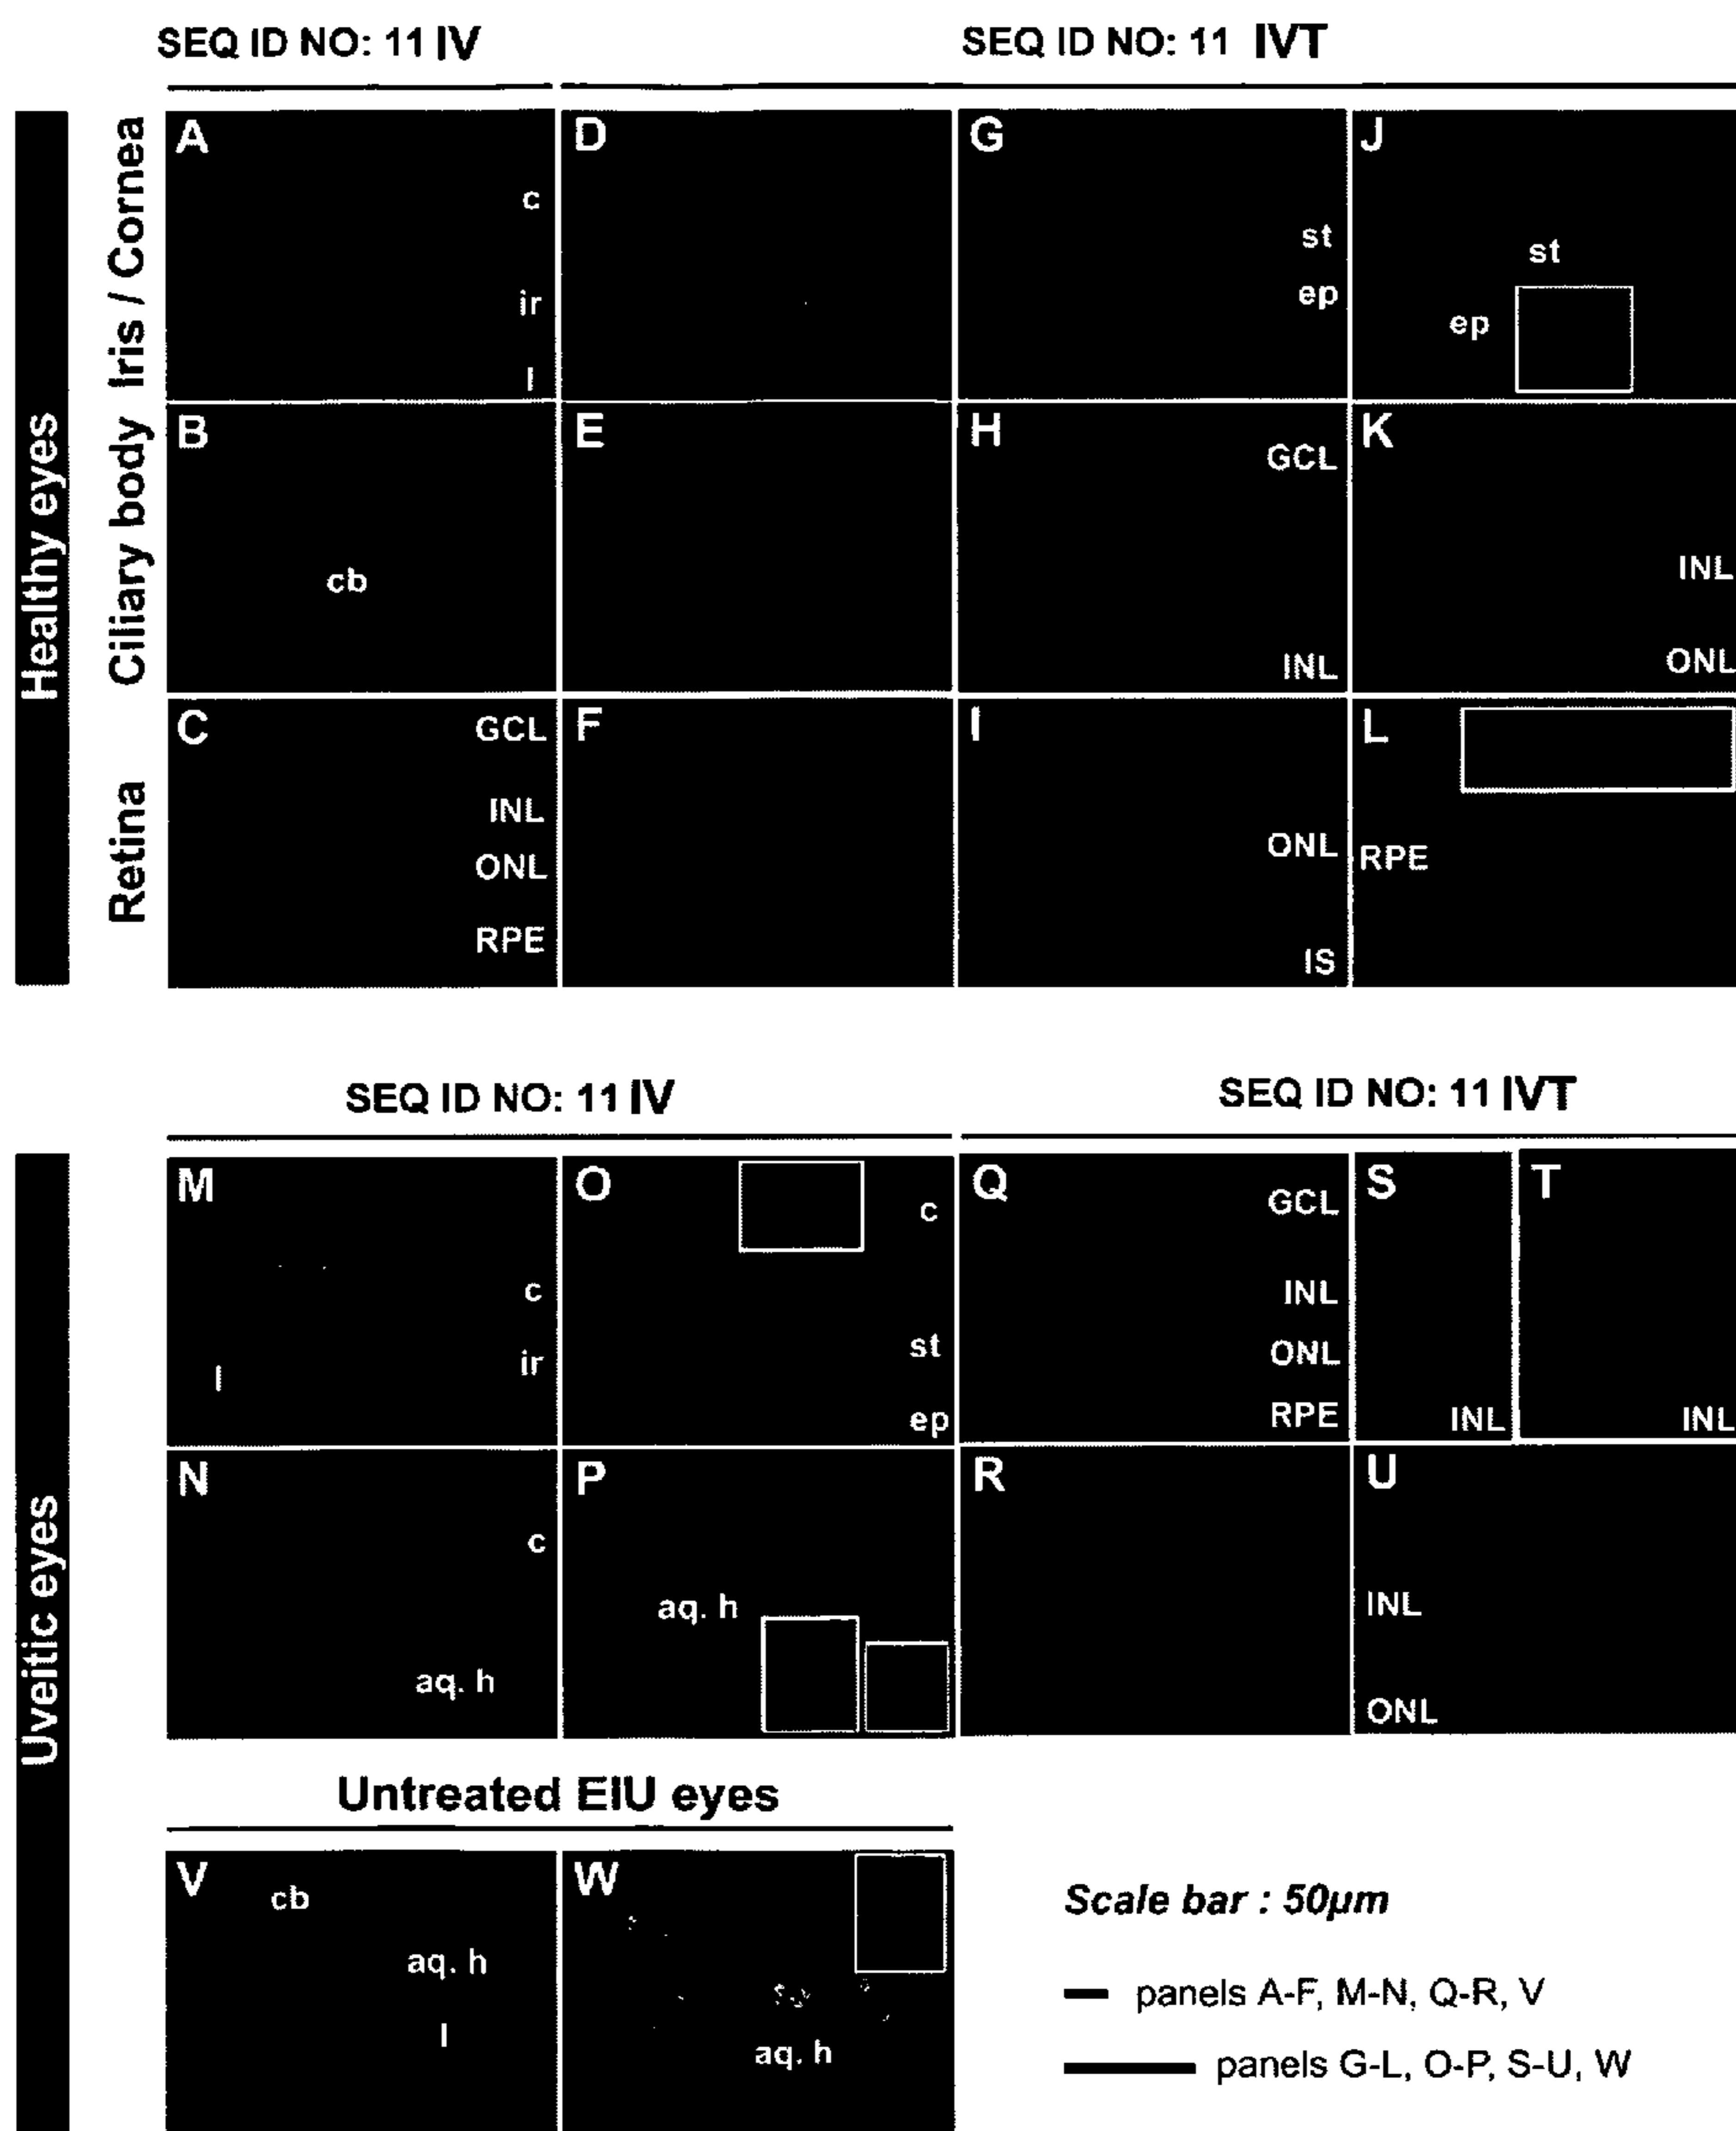 SEQ ID NO: 11 IV
SEQ ID NO: 11 IVT
Healthy eyes
Iris / Cornea
A
c
ir
l
D
G
st
ep
J
st
ep
Ciliary body
B
cb
E
H
GCL
INL
K
INL
ONL
Retina
C
GCL
INL
ONL
RPE
F
I
ONL
IS
L
RPE
SEQ ID NO: 11 IV
SEQ ID NO: 11 IVT
Uveitic eyes
M
c
ir
l
O
c
st
ep
Q
GCL
INL
ONL
RPE
S
INL
T
INL
N
c
aq. h
P
aq. h
R
U
INL
ONL
Untreated EIU eyes
V
cb
aq. h
l
W
aq. h
Scale bar : 50µm
panels A-F, M-N, Q-R, V
panels G-L, O-P, S-U, W